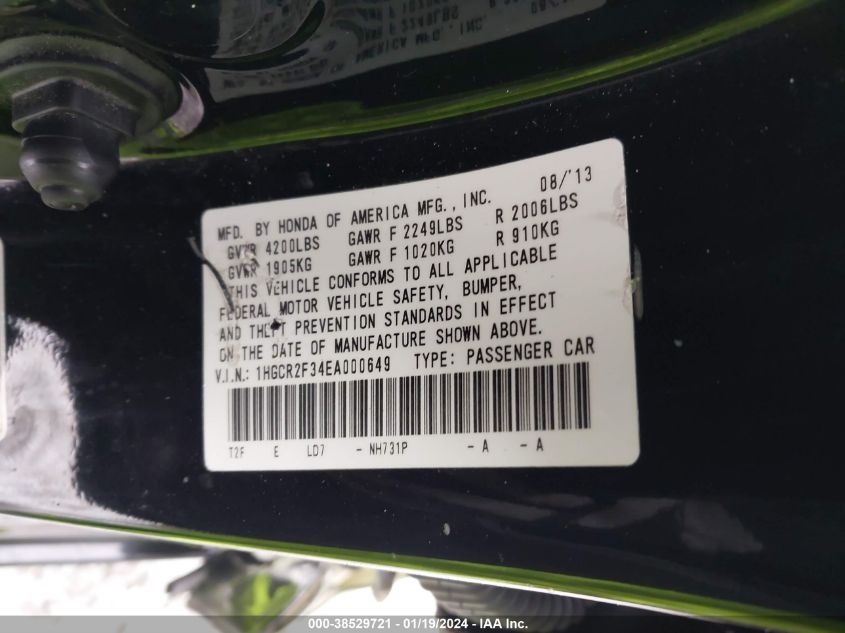 08/'13
MFD. BY HONDA OF AMERICA MFG., INC.
GVWR 4200LBS GAWR F 2249LBS R 2006LBS
GVWR 1905KG GAWR F 1020KG R 910KG
THIS VEHICLE CONFORMS TO ALL APPLICABLE
FEDERAL MOTOR VEHICLE SAFETY, BUMPER,
AND THEFT PREVENTION STANDARDS IN EFFECT
ON THE DATE OF MANUFACTURE SHOWN ABOVE.
V.I.N.: 1HGCR2F34EA000649 TYPE: PASSENGER CAR
T2F E LD7 - NH731P - A - A
000-38529721 - 01/19/2024 - IAA Inc.